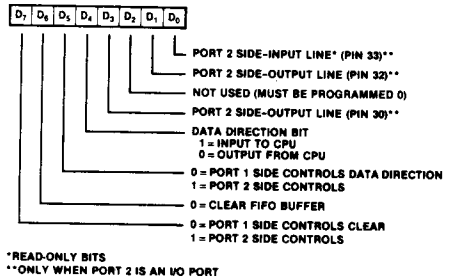 D7 D6 D5 D4 D3 D2 D1 D0
PORT 2 SIDE-INPUT LINE* (PIN 33)**
PORT 2 SIDE-OUTPUT LINE (PIN 32)**
NOT USED (MUST BE PROGRAMMED 0)
PORT 2 SIDE-OUTPUT LINE (PIN 30)**
DATA DIRECTION BIT
1 = INPUT TO CPU
0 = OUTPUT FROM CPU
0 = PORT 1 SIDE CONTROLS DATA DIRECTION
1 = PORT 2 SIDE CONTROLS
0 = CLEAR FIFO BUFFER
0 = PORT 1 SIDE CONTROLS CLEAR
1 = PORT 2 SIDE CONTROLS
*READ-ONLY BITS
**ONLY WHEN PORT 2 IS AN I/O PORT